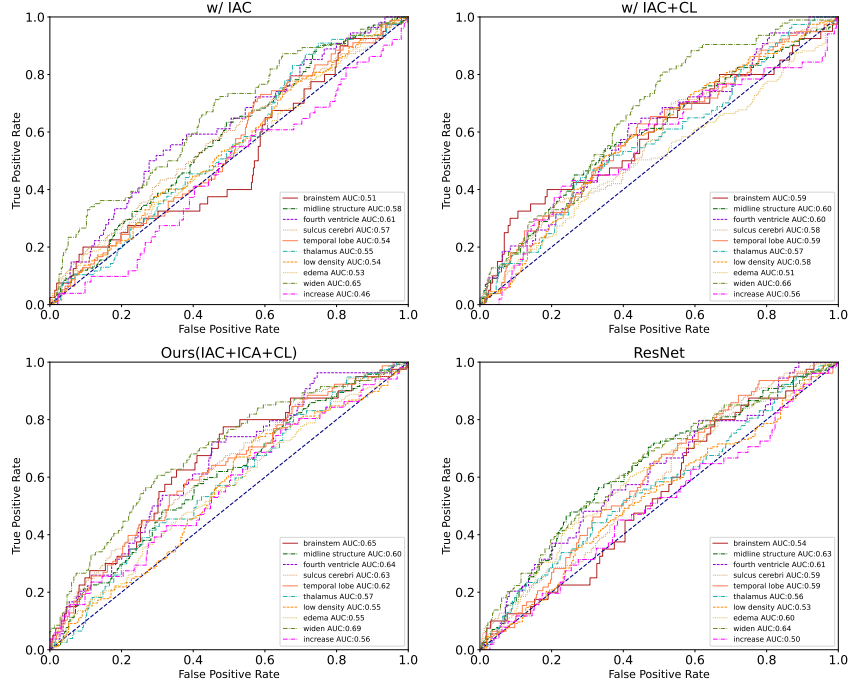 w/ IAC
True Positive Rate
1.0
0.8
0.6
0.4
0.2
0.0
brainstem AUC:0.51
midline structure AUC:0.58
fourth ventricle AUC:0.61
sulcus cerebri AUC:0.57
temporal lobe AUC:0.54
thalamus AUC:0.55
low density AUC:0.54
edema AUC:0.53
widen AUC:0.65
increase AUC:0.46
0.0 0.2 0.4 0.6 0.8 1.0
False Positive Rate
w/ IAC+CL
True Positive Rate
1.0
0.8
0.6
0.4
0.2
0.0
brainstem AUC:0.59
midline structure AUC:0.60
fourth ventricle AUC:0.60
sulcus cerebri AUC:0.58
temporal lobe AUC:0.59
thalamus AUC:0.57
low density AUC:0.58
edema AUC:0.51
widen AUC:0.66
increase AUC:0.56
0.0 0.2 0.4 0.6 0.8 1.0
False Positive Rate
Ours(IAC+ICA+CL)
True Positive Rate
1.0
0.8
0.6
0.4
0.2
0.0
brainstem AUC:0.65
midline structure AUC:0.60
fourth ventricle AUC:0.64
sulcus cerebri AUC:0.63
temporal lobe AUC:0.62
thalamus AUC:0.57
low density AUC:0.55
edema AUC:0.55
widen AUC:0.69
increase AUC:0.56
0.0 0.2 0.4 0.6 0.8 1.0
False Positive Rate
ResNet
True Positive Rate
1.0
0.8
0.6
0.4
0.2
0.0
brainstem AUC:0.54
midline structure AUC:0.63
fourth ventricle AUC:0.61
sulcus cerebri AUC:0.59
temporal lobe AUC:0.59
thalamus AUC:0.56
low density AUC:0.53
edema AUC:0.60
widen AUC:0.64
increase AUC:0.50
0.0 0.2 0.4 0.6 0.8 1.0
False Positive Rate